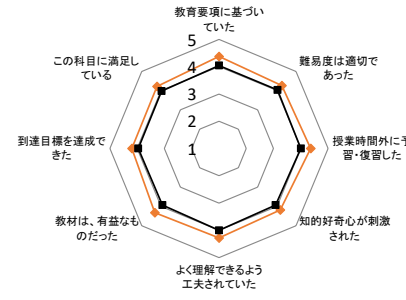 教育要項に基づい
ていた
難易度は適切で
あった
授業時間外に予
習・復習した
知的好奇心が刺激
された
よく理解できるよう
工夫されていた
教材は、有益なも
のだった
到達目標を達成で
きた
この科目に満足し
ている
5
4
3
2
1